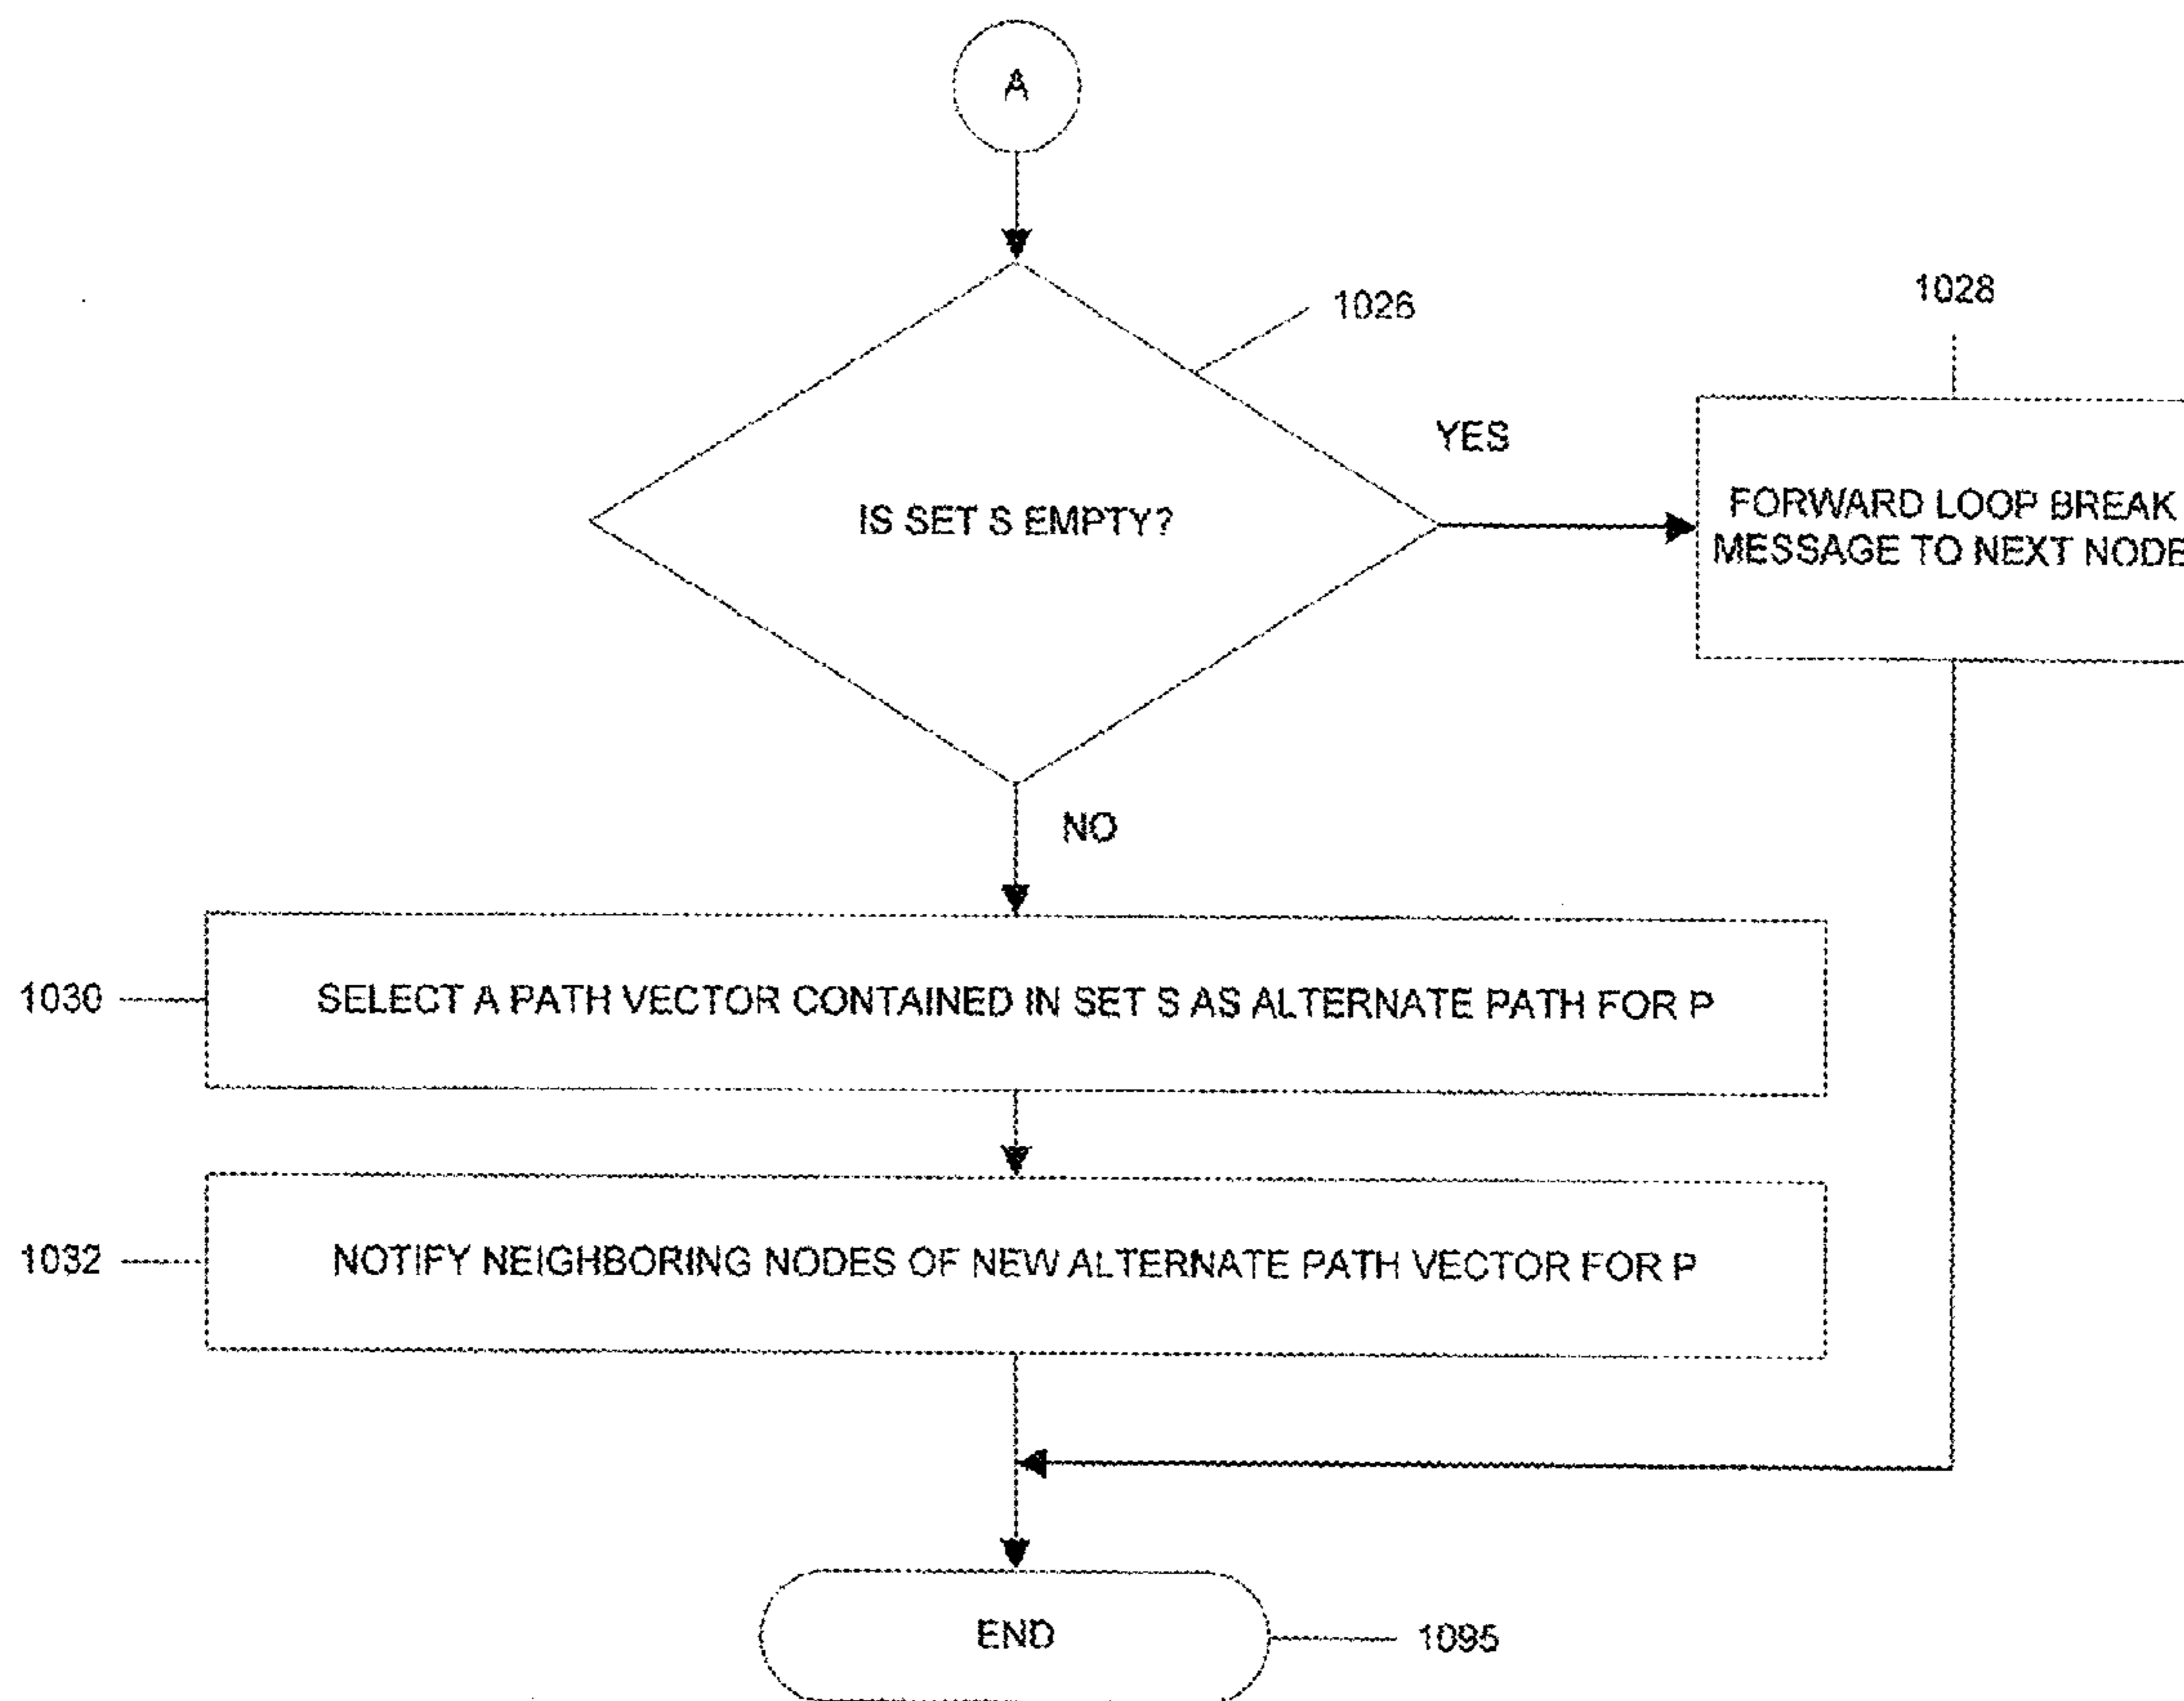 A
1026
1028
YES
IS SET S EMPTY?
FORWARD LOOP BREAK
MESSAGE TO NEXT NODE
NO
1030
SELECT A PATH VECTOR CONTAINED IN SET S AS ALTERNATE PATH FOR P
1032
NOTIFY NEIGHBORING NODES OF NEW ALTERNATE PATH VECTOR FOR P
END
1095